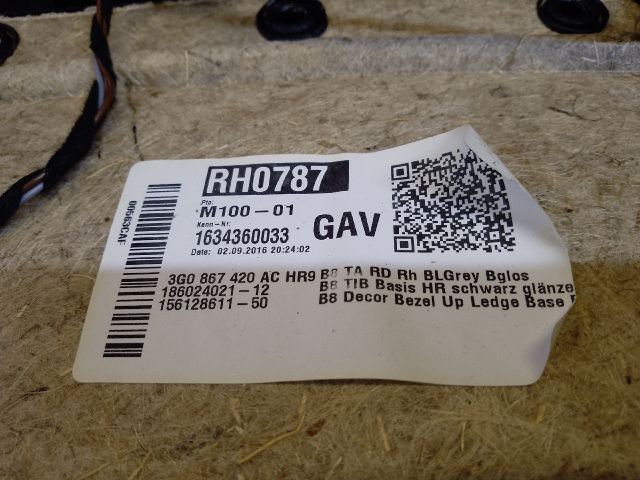 RH0787
Pto:
M100-01
Kenn-Nr.
1634360033
GAV
Date: 02.09.2016 20:24:02
3G0 867 420 AC HR9 B8 TA RD Rh BLGrey Bglos
186024021-12 B8 TIB Basis HR schwarz glänze
156128611-50 B8 Decor Bezel Up Ledge Base